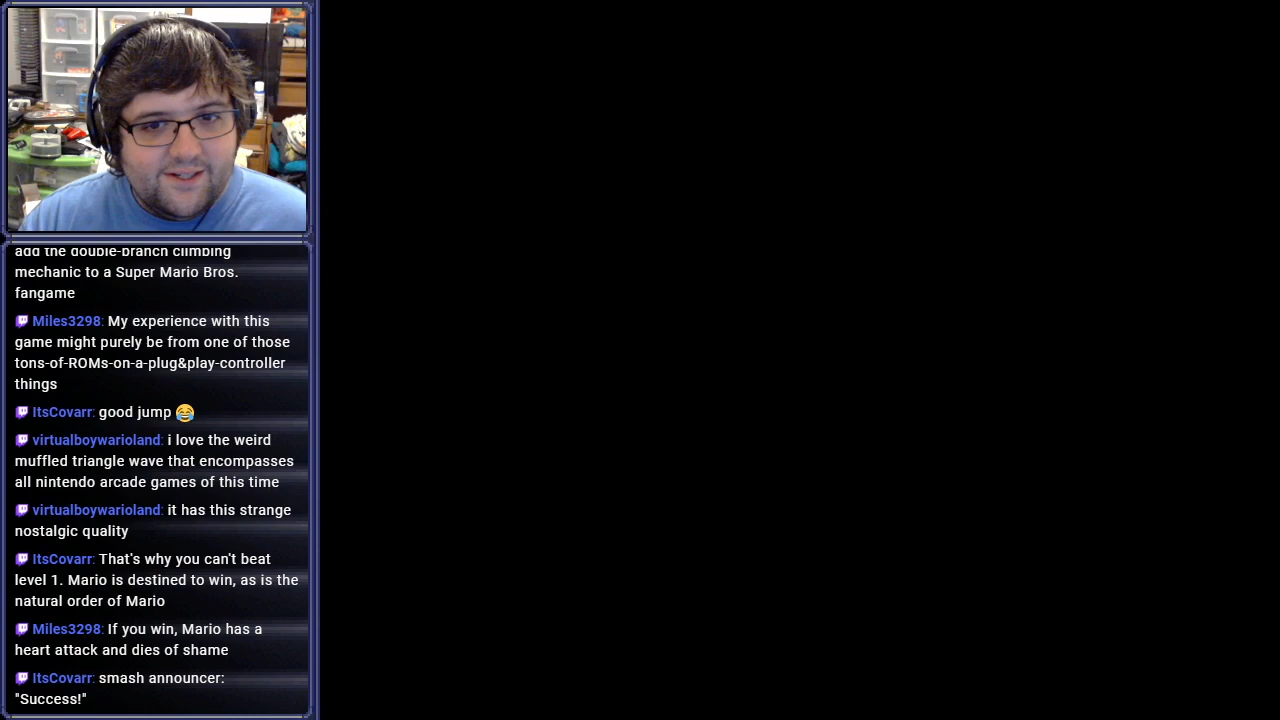 add the double-branch climbing
mechanic to a Super Mario Bros.
fangame
Miles3298: My experience with this
game might purely be from one of those
tons-of-ROMs-on-a-plug&play-controller
things
ItsCovarr: good jump 😂
virtualboywarioland: i love the weird
muffled triangle wave that encompasses
all nintendo arcade games of this time
virtualboywarioland: it has this strange
nostalgic quality
ItsCovarr: That's why you can't beat
level 1. Mario is destined to win, as is the
natural order of Mario
Miles3298: If you win, Mario has a
heart attack and dies of shame
ItsCovarr: smash announcer:
"Success!"